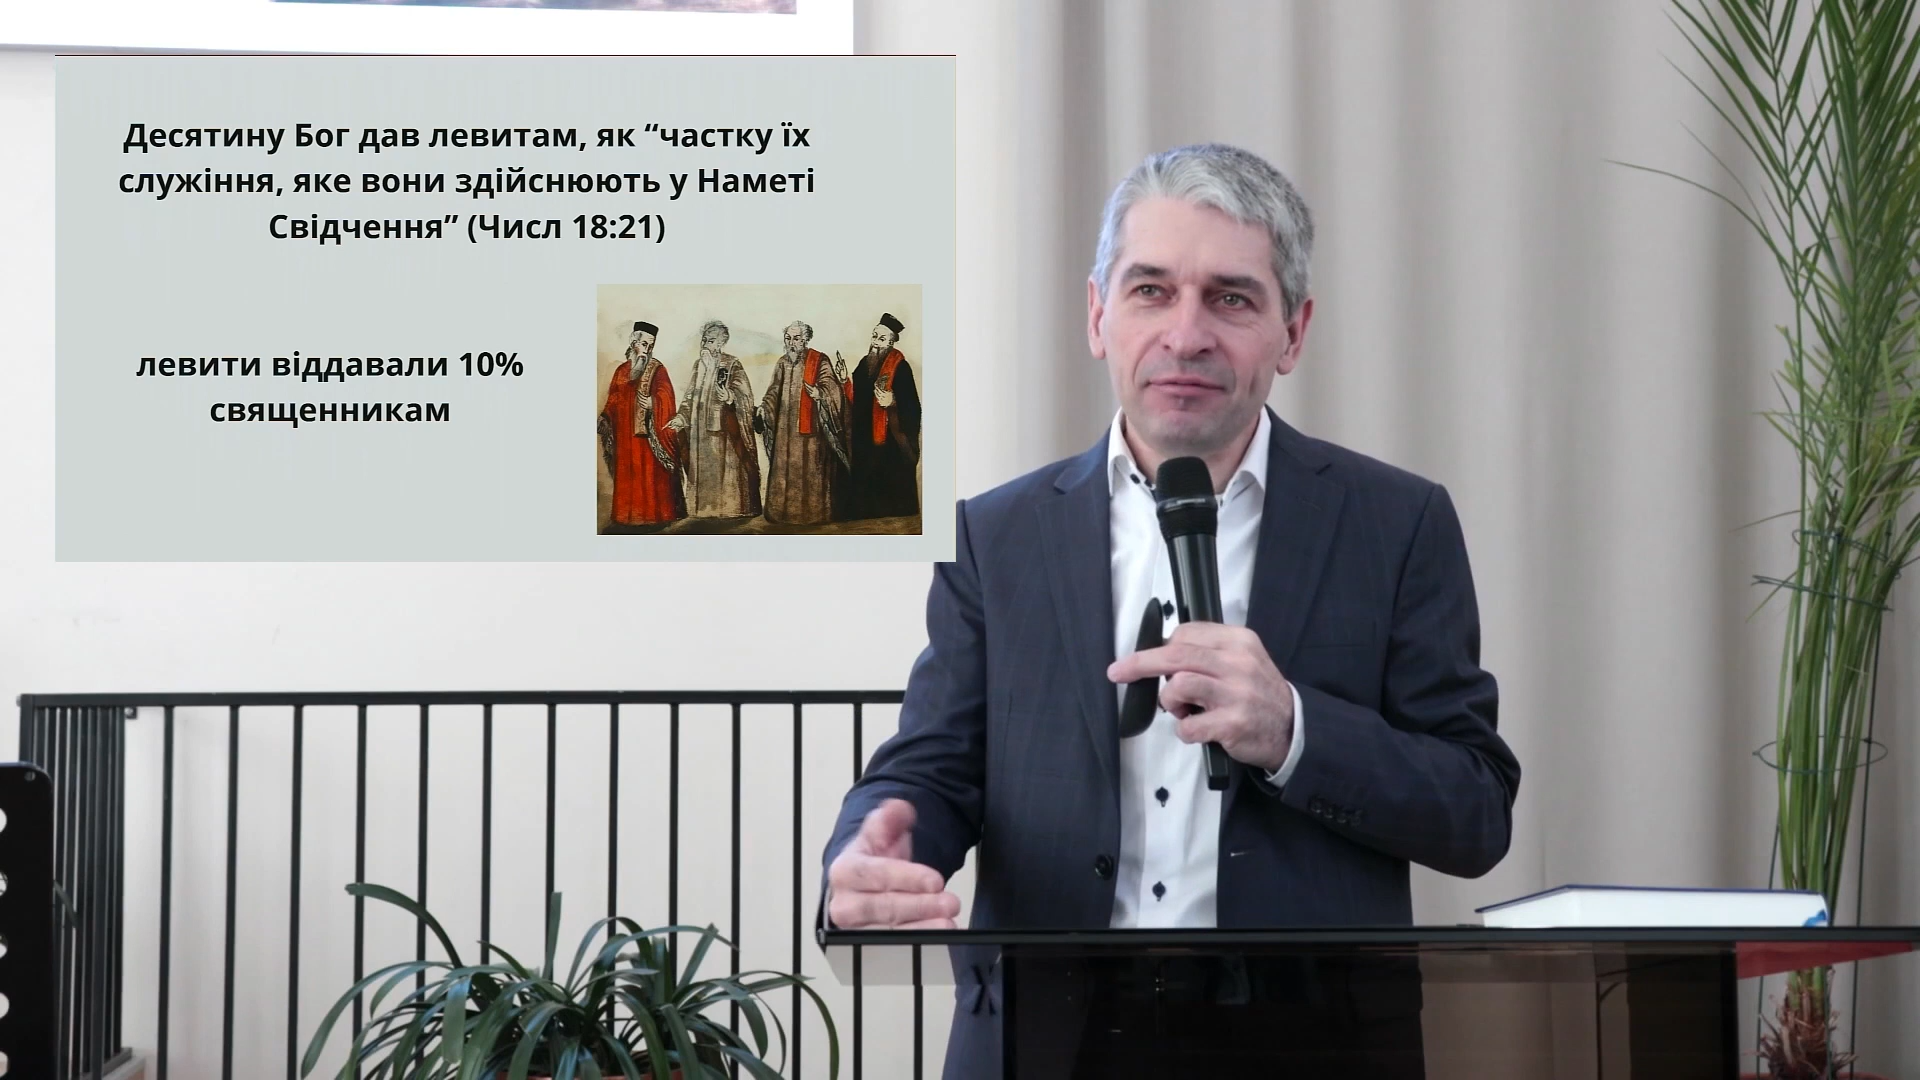 Десятину Бог дав левитам, як “частку їх
служіння, яке вони здійснюють у Наметі
Свідчення” (Числ 18:21)
левити віддавали 10%
священникам